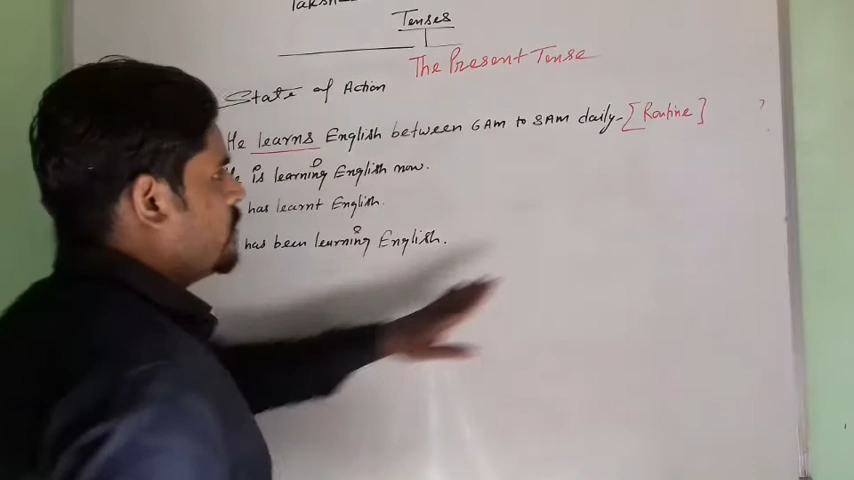 Tenses
The Present Tense
State of Action
He learns English between 6AM to 8AM daily-[Routine]
is learning English now.
has learnt English.
has been learning English.